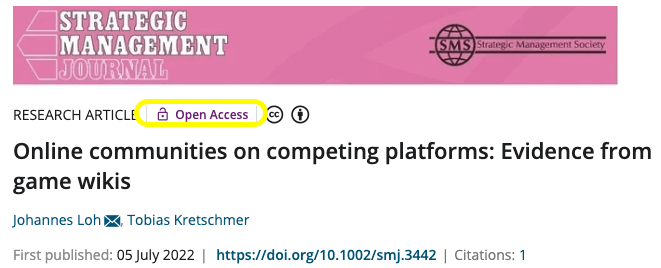 STRATEGIC
MANAGEMENT
JOURNAL
SMS Strategic Management Society
RESEARCH ARTICLE Open Access cc
Online communities on competing platforms: Evidence from
game wikis
Johannes Loh, Tobias Kretschmer
First published: 05 July 2022 | https://doi.org/10.1002/smj.3442 | Citations: 1